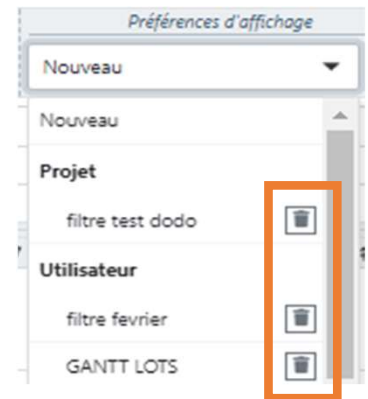 Préférences d'affichage
Nouveau
Nouveau
Projet
filtre test dodo
Utilisateur
filtre fevrier
GANTT LOTS